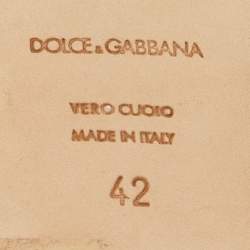 DOLCE & GABBANA
VERO CUOIO
MADE IN ITALY
42